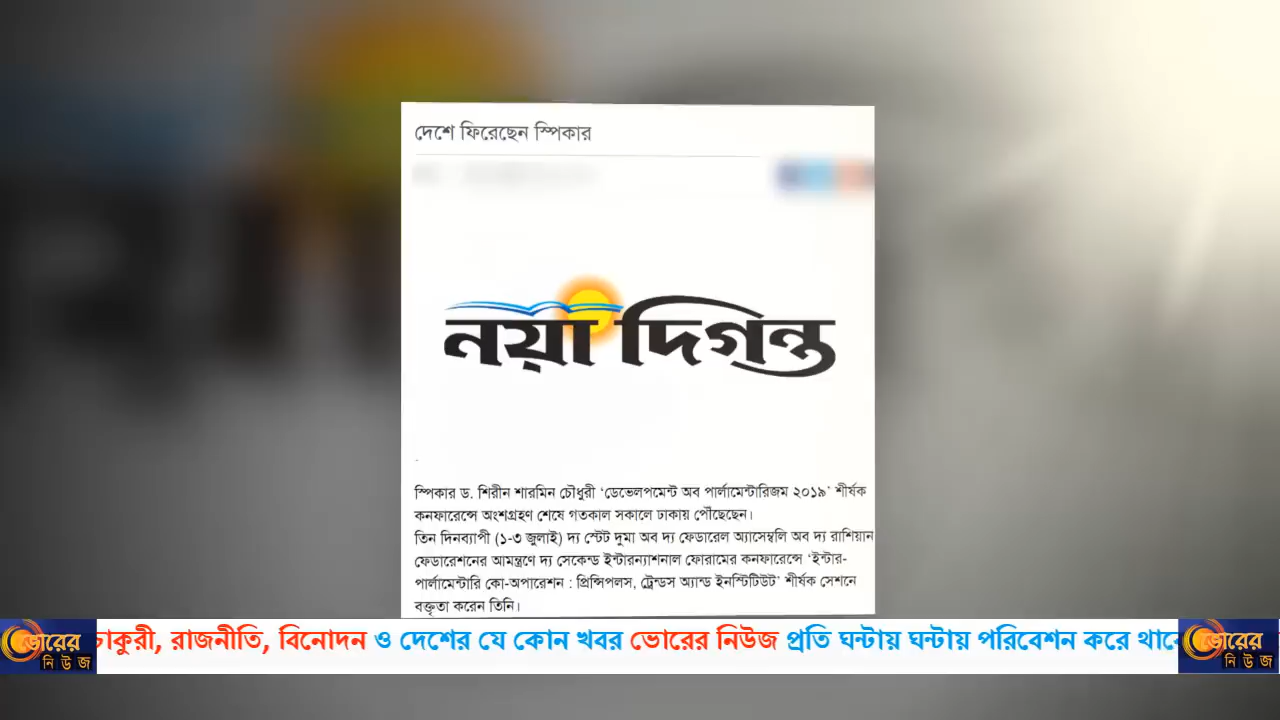 দেশে ফিরেছেন স্পিকার
নয়া দিগন্ত
স্পিকার ড. শিরীন শারমিন চৌধুরী ‘ডেভেলপমেন্ট অব পার্লামেন্টারিজম ২০১৯’ শীর্ষক
কনফারেন্সে অংশগ্রহণ শেষে গতকাল সকালে ঢাকায় পৌঁছেছেন।
তিন দিনব্যাপী (১-৩ জুলাই) দ্য স্টেট দুমা অব দ্য ফেডারেল অ্যাসেম্বলি অব দ্য রাশিয়ান
ফেডারেশনের আমন্ত্রণে দ্য সেকেন্ড ইন্টারন্যাশনাল ফোরামের কনফারেন্সে ‘ইন্টার-
পার্লামেন্টারি কো-অপারেশন : প্রিন্সিপলস, ট্রেন্ডস অ্যান্ড ইনস্টিটিউট’ শীর্ষক সেশনে
বক্তৃতা করেন তিনি।
ভোরের নিউজ
চাকুরী, রাজনীতি, বিনোদন ও দেশের যে কোন খবর ভোরের নিউজ প্রতি ঘন্টায় ঘন্টায় পরিবেশন করে থাকে
ভোরের নিউজ